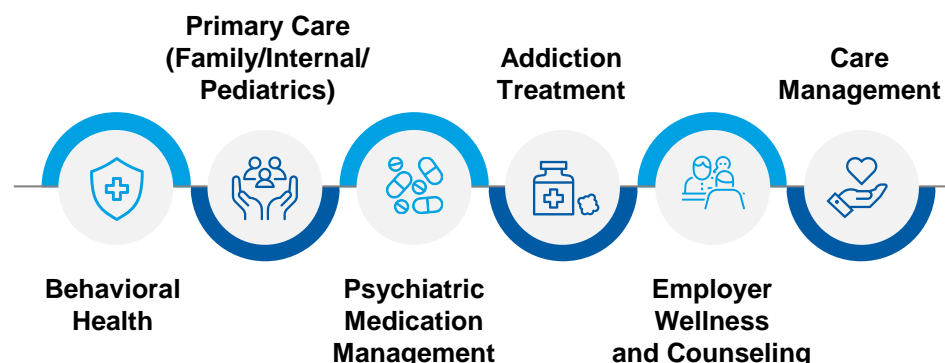 Primary Care
(Family/Internal/
Pediatrics)
Addiction
Treatment
Care
Management
Behavioral
Health
Psychiatric
Medication
Management
Employer
Wellness
and Counseling